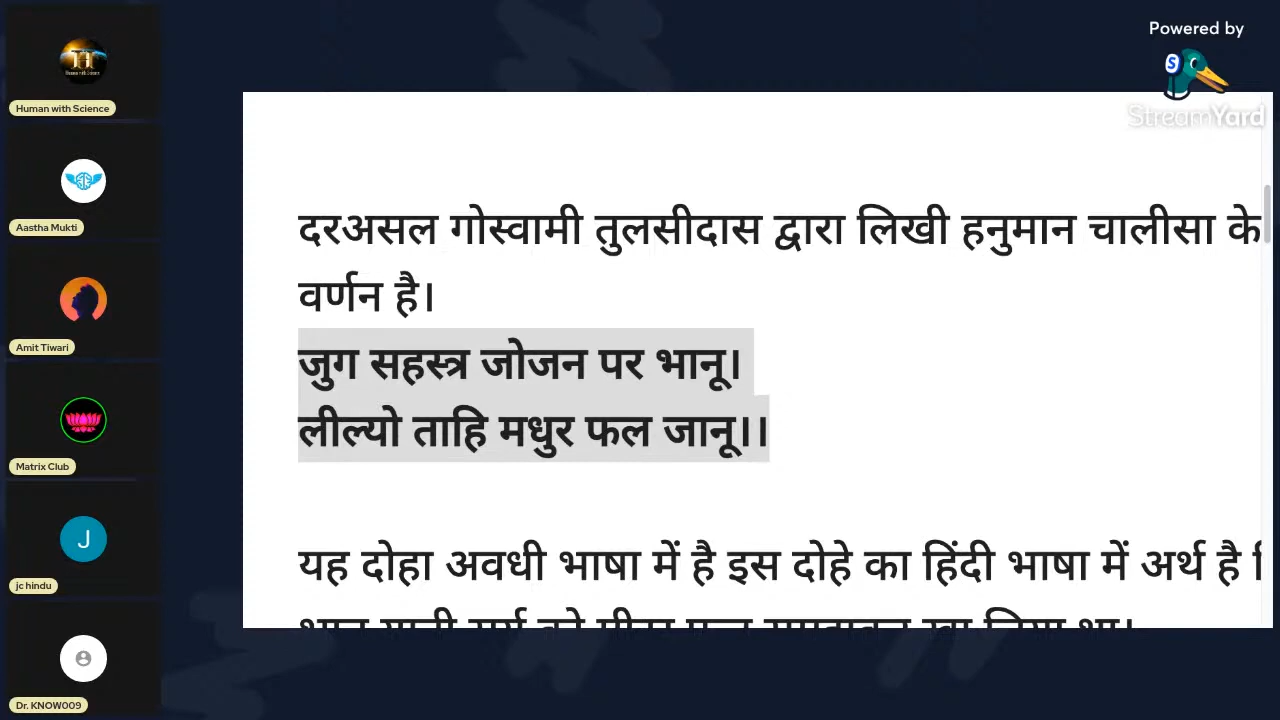 Powered by
StreamYard
Human with Science
Aastha Mukti
Amit Tiwari
Matrix Club
J
jc hindu
Dr. KNOW009
दरअसल गोस्वामी तुलसीदास द्वारा लिखी हनुमान चालीसा के
वर्णन है।
जुग सहस्त्र जोजन पर भानू।
लील्यो ताहि मधुर फल जानू।।
यह दोहा अवधी भाषा में है इस दोहे का हिंदी भाषा में अर्थ है